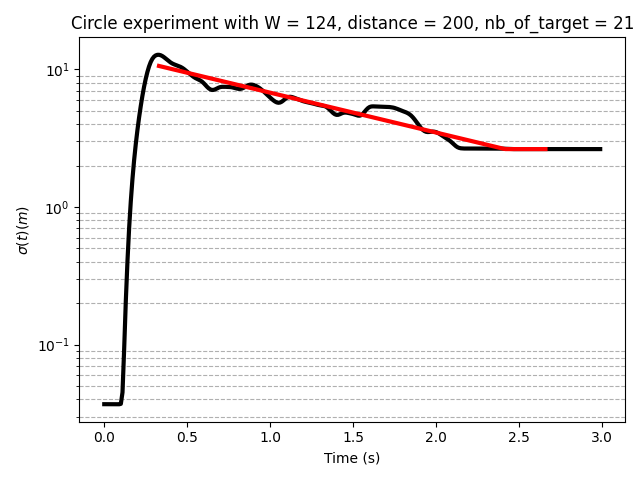 Circle experiment with W = 124, distance = 200, nb_of_target = 21
10¹
10⁰
10⁻¹
σ(t)(m)
0.0 0.5 1.0 1.5 2.0 2.5 3.0
Time (s)